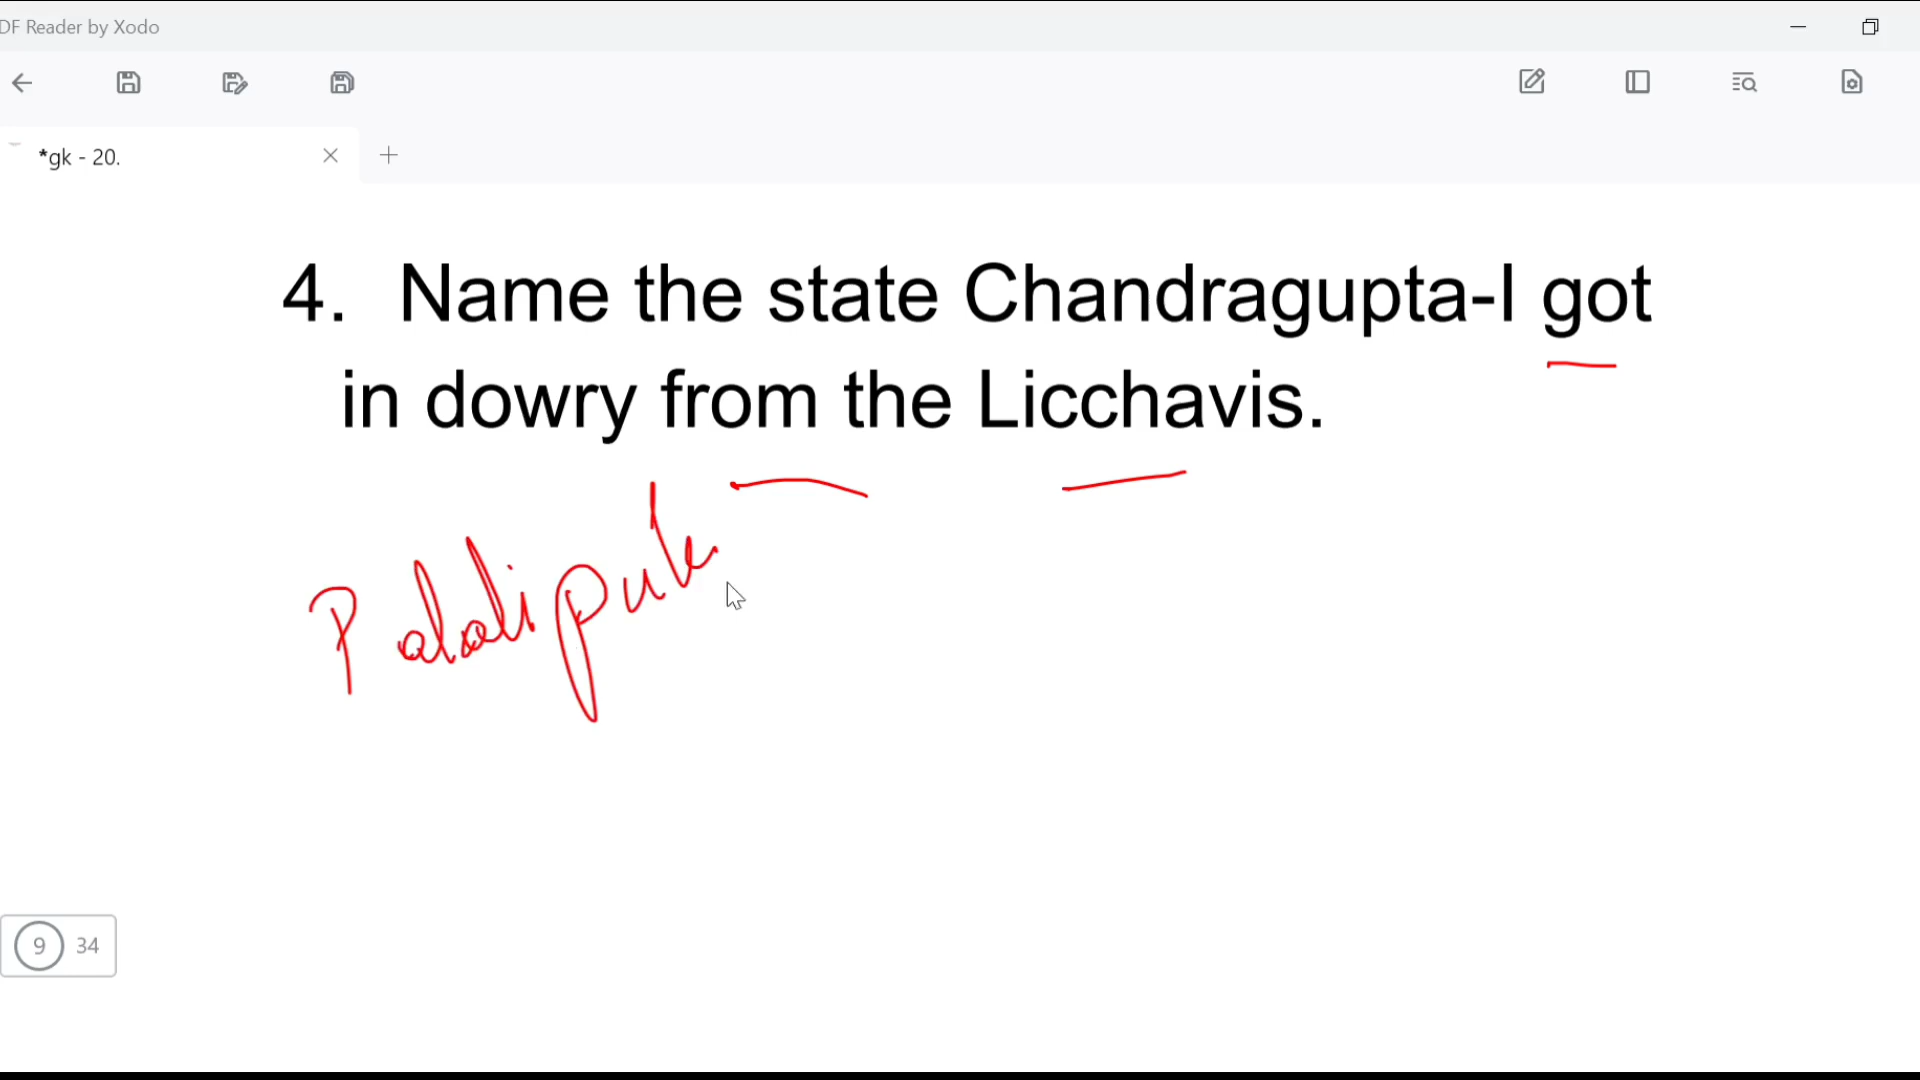 DF Reader by Xodo
*gk - 20.
4. Name the state Chandragupta-I got
in dowry from the Licchavis.
Patliput
9 34